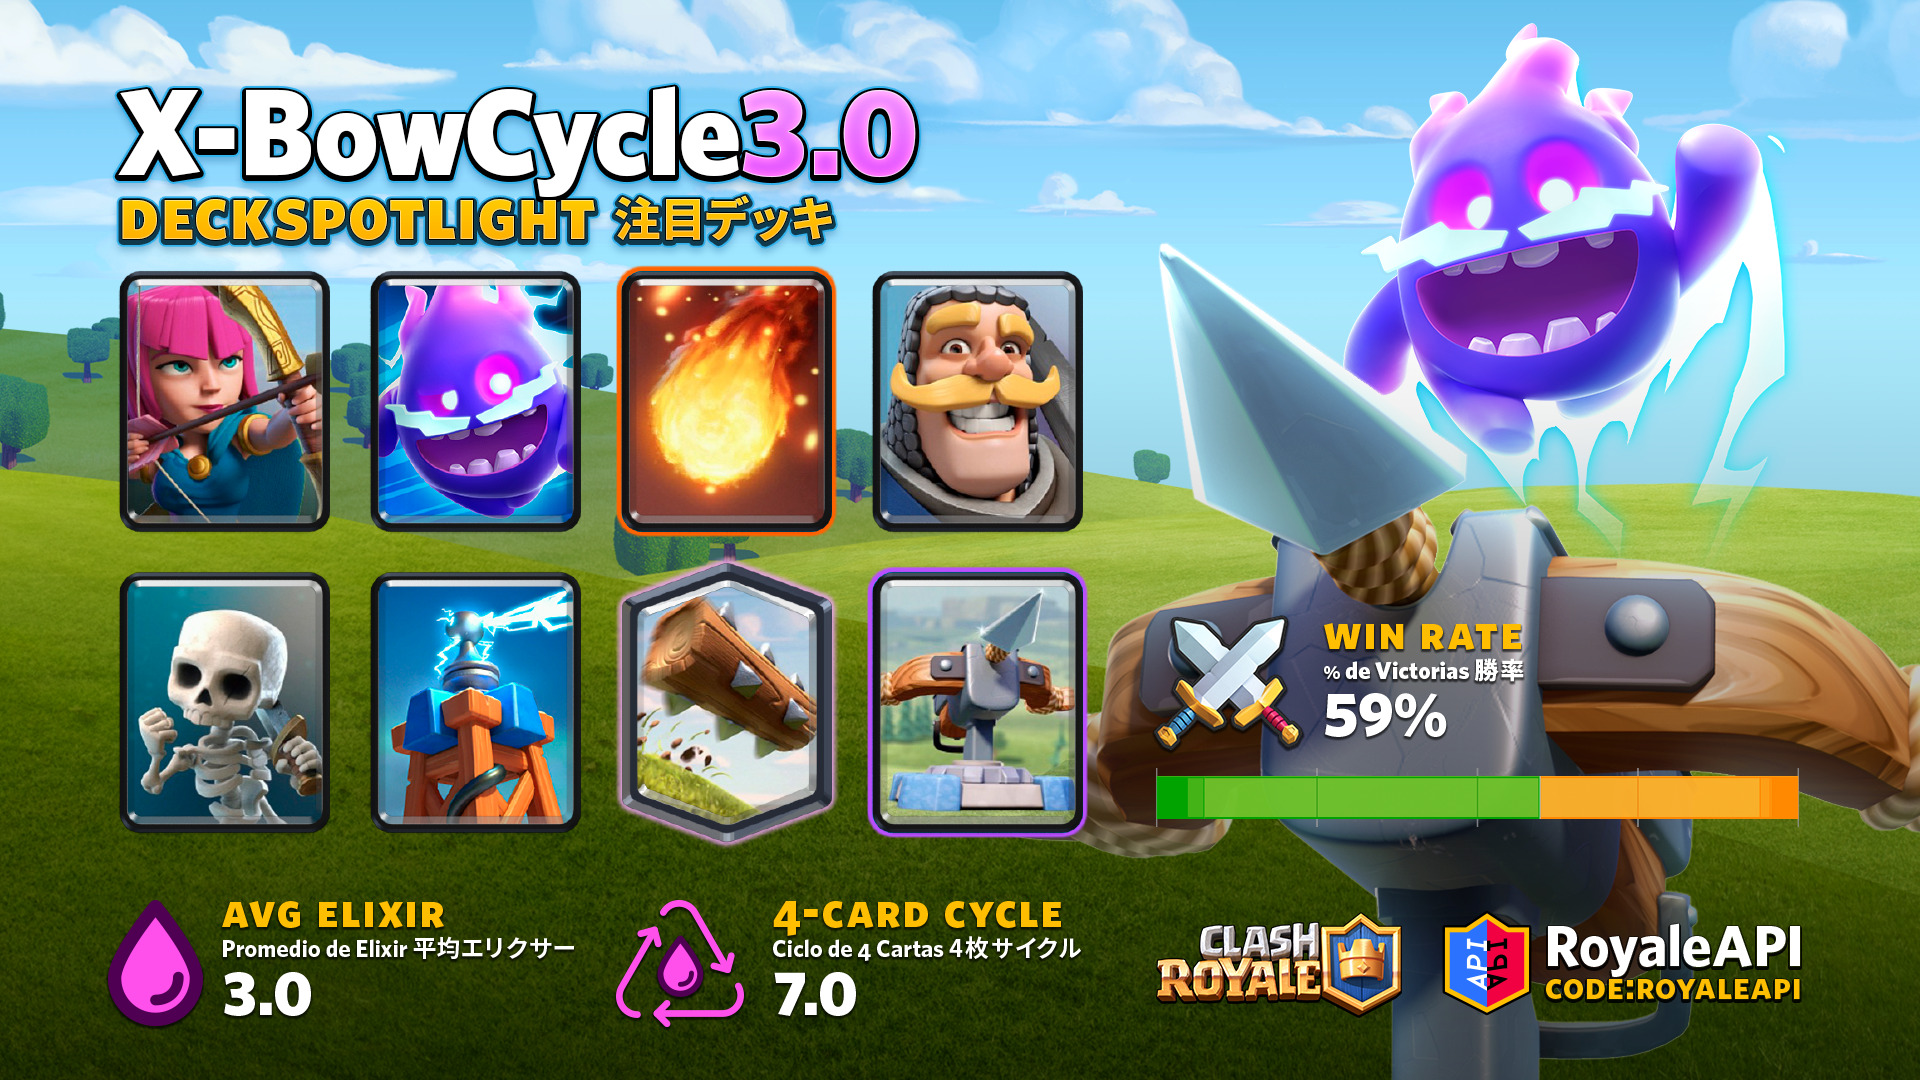 X-BowCycle3.0
DECKSPOTLIGHT 注目デッキ
WIN RATE
% de Victorias 勝率
59%
AVG ELIXIR
Promedio de Elixir 平均エリクサー
3.0
4-CARD CYCLE
Ciclo de 4 Cartas 4枚サイクル
7.0
CLASH
ROYALE
API
API
RoyaleAPI
CODE:ROYALEAPI